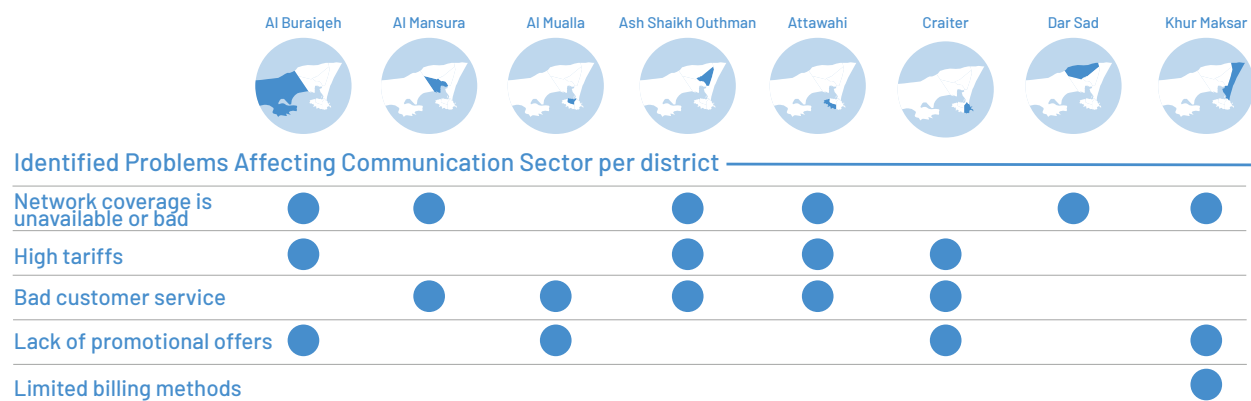 Al Buraiqeh Al Mansura Al Mualla Ash Shaikh Outhman Attawahi Craiter Dar Sad Khur Maksar
Identified Problems Affecting Communication Sector per district
Network coverage is
unavailable or bad
High tariffs
Bad customer service
Lack of promotional offers
Limited billing methods